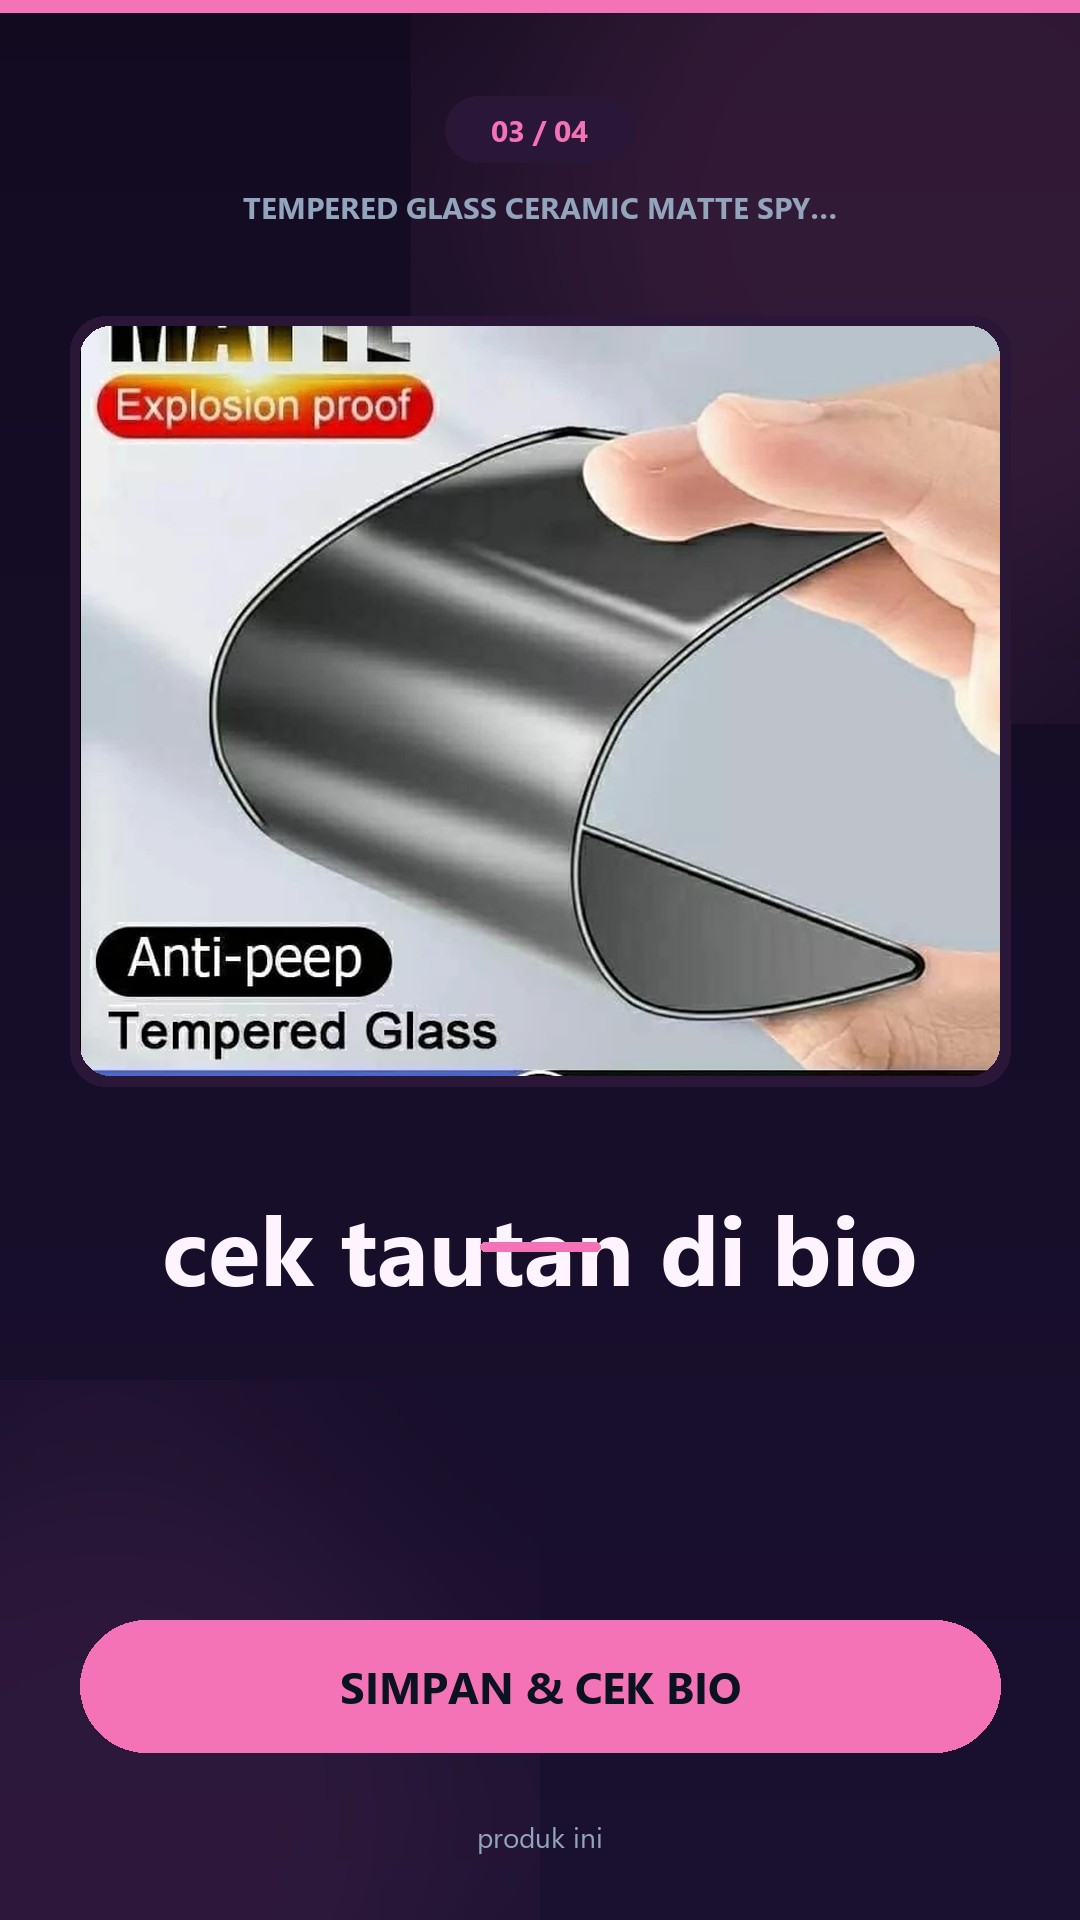 03 / 04
TEMPERED GLASS CERAMIC MATTE SPY...
MATTE
Explosion proof
Anti-peep
Tempered Glass
cek tautan di bio
SIMPAN & CEK BIO
produk ini